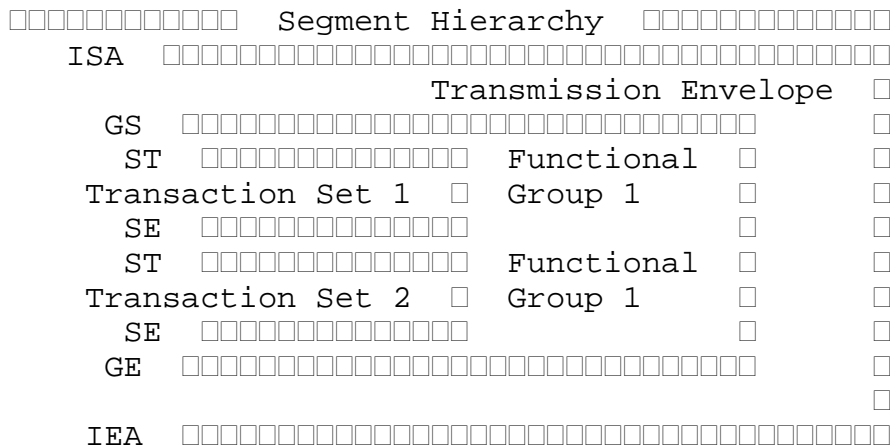 □□□□□□□□□□□□ Segment Hierarchy □□□□□□□□□□□□□
ISA □□□□□□□□□□□□□□□□□□□□□□□□□□□□□□□□□□□□□□
Transmission Envelope □
GS □□□□□□□□□□□□□□□□□□□□□□□□□□□□□□ □
ST □□□□□□□□□□□□□□ Functional □ □
Transaction Set 1 □ Group 1 □ □
SE □□□□□□□□□□□□□□ □ □
ST □□□□□□□□□□□□□□ Functional □ □
Transaction Set 2 □ Group 1 □ □
SE □□□□□□□□□□□□□□ □ □
GE □□□□□□□□□□□□□□□□□□□□□□□□□□□□□□ □
□
IEA □□□□□□□□□□□□□□□□□□□□□□□□□□□□□□□□□□□□□